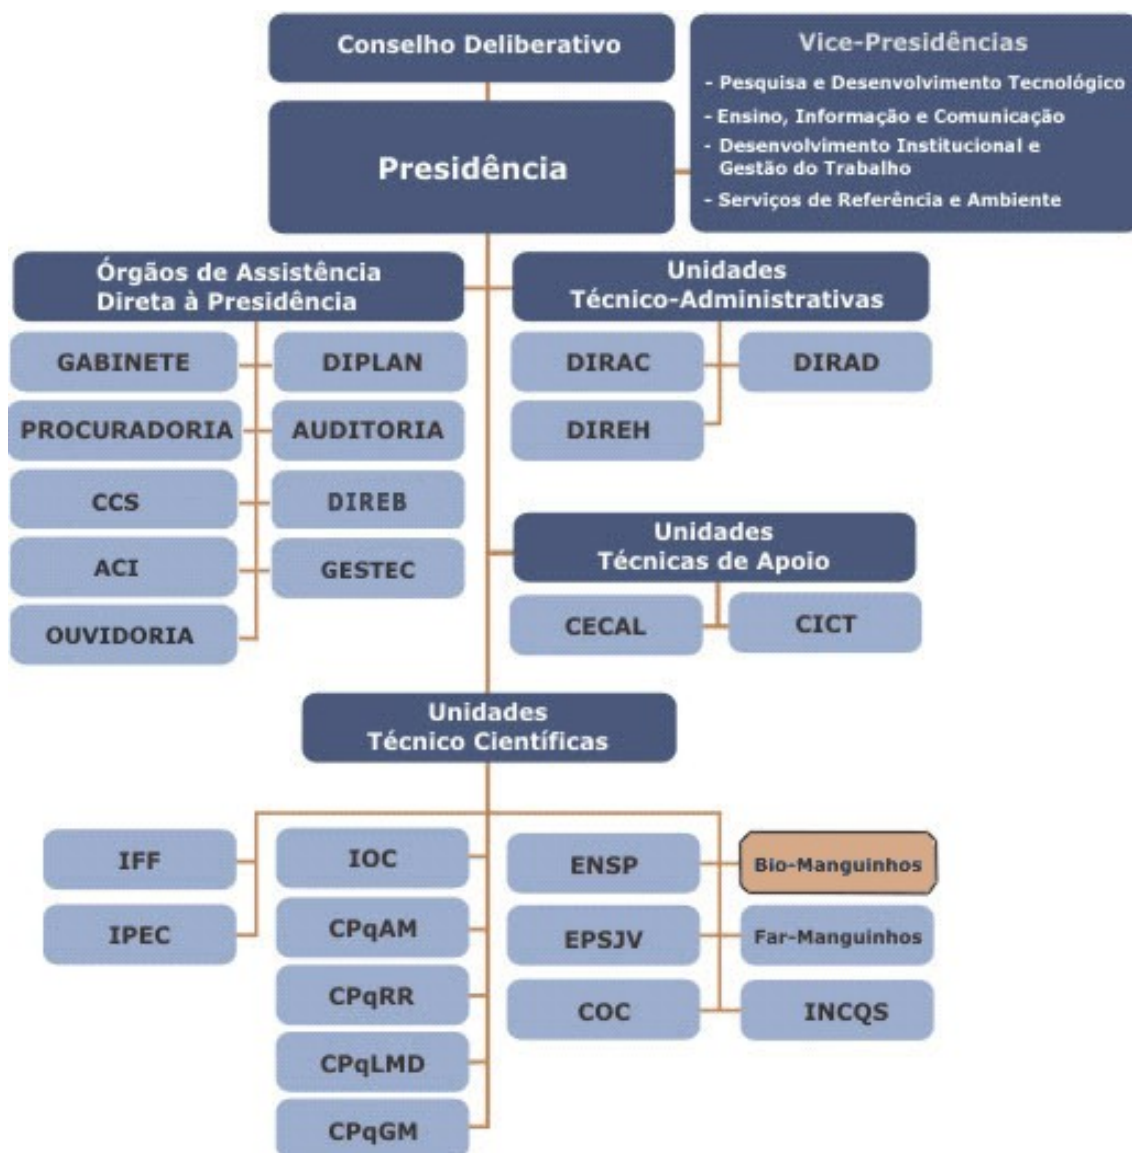 Conselho Deliberativo
Presidência
Vice-Presidências
- Pesquisa e Desenvolvimento Tecnológico
- Ensino, Informação e Comunicação
- Desenvolvimento Institucional e
Gestão do Trabalho
- Serviços de Referência e Ambiente
Órgãos de Assistência
Direta à Presidência
GABINETE
DIPLAN
PROCURADORIA
AUDITORIA
CCS
DIREB
ACI
GESTEC
OUVIDORIA
Unidades
Técnico-Administrativas
DIRAC
DIRAD
DIREH
Unidades
Técnicas de Apoio
CECAL
CICT
Unidades
Técnico Científicas
IFF
IPEC
IOC
CPqAM
CPqRR
CPqLMD
CPqGM
ENSP
EPSJV
COC
Bio-Manguinhos
Far-Manguinhos
INCQS